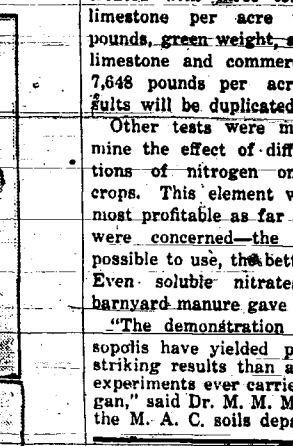 limestone per acre
pounds, green weight,
limestone and commer
7,648 pounds per acr
sults will be duplicated
Other tests were m
mine the effect of diff
tions of nitrogen or
crops. This element w
most profitable as far
were concerned—the
possible to use, the bett
Even soluble nitrates
barnyard manure gave
"The demonstration
sopolis have yielded p
striking results than a
experiments ever carrie
gan," said Dr. M. M. M
the M. A. C. soils depa